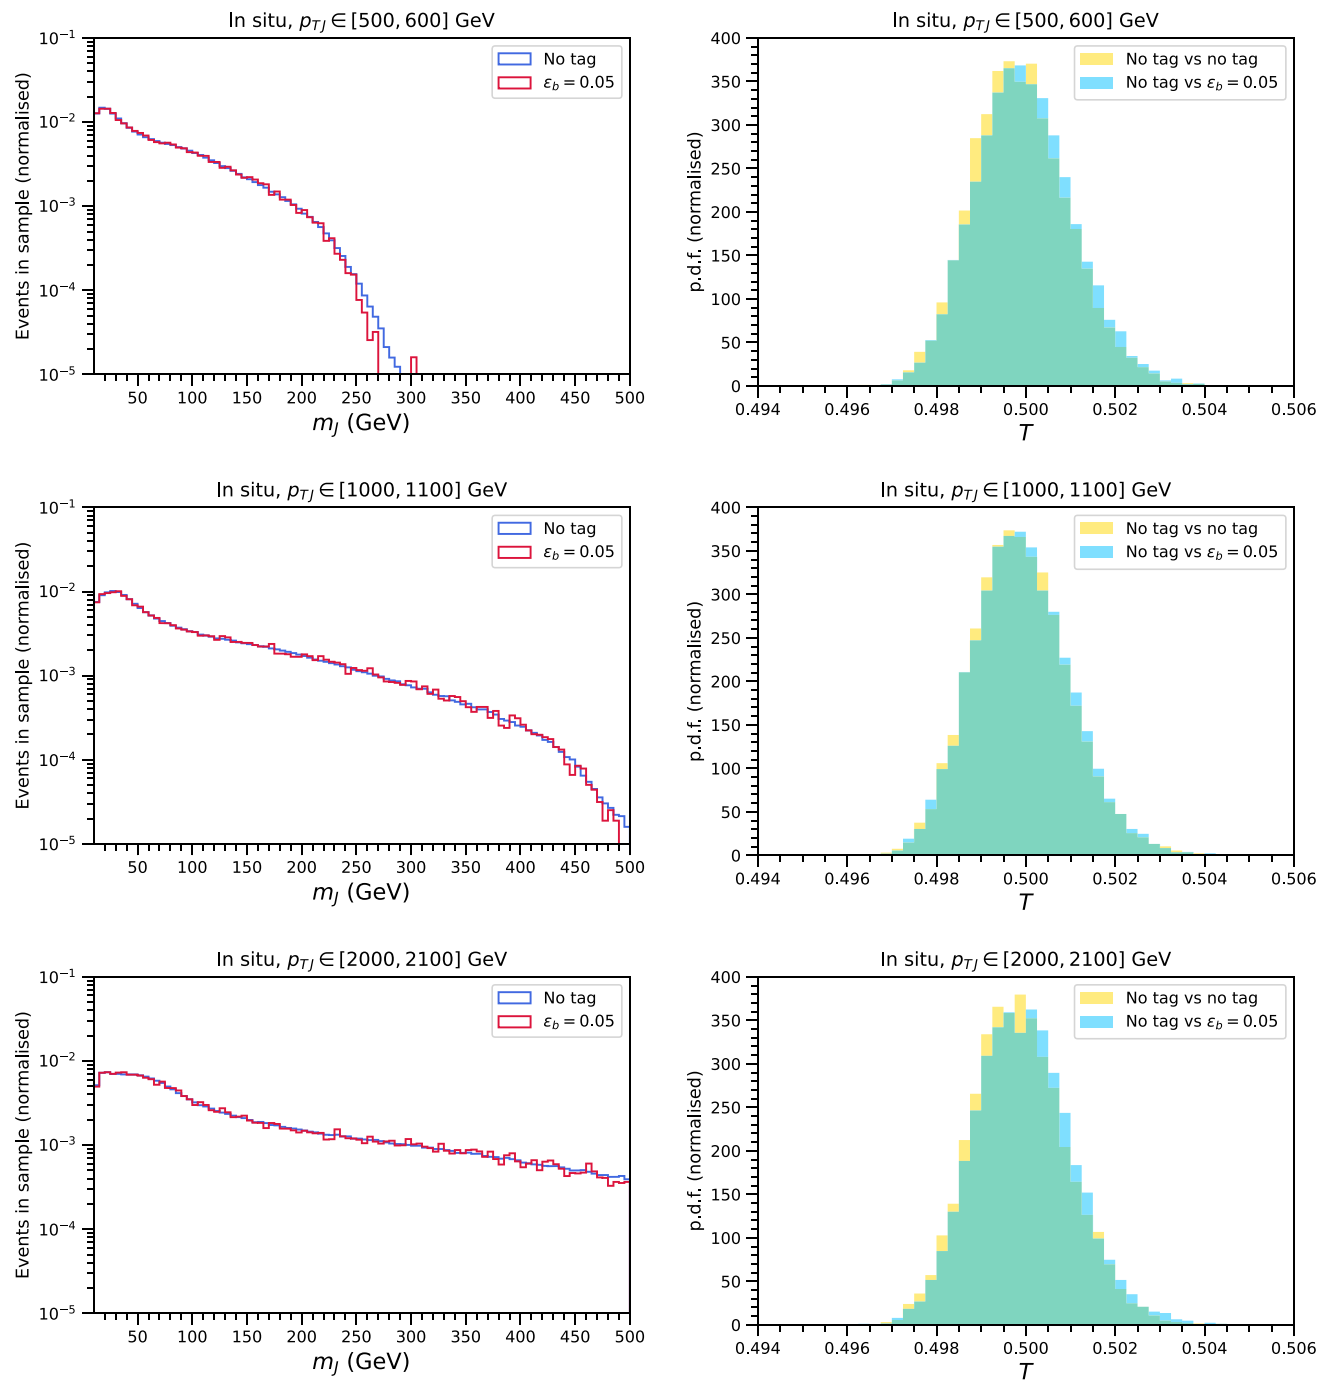 In situ, p_{TJ} ∈ [500, 600] GeV
Events in sample (normalised)
10⁻¹
10⁻²
10⁻³
10⁻⁴
10⁻⁵
No tag
ε_b = 0.05
50 100 150 200 250 300 350 400 450 500
m_J (GeV)
In situ, p_{TJ} ∈ [500, 600] GeV
p.d.f. (normalised)
400
350
300
250
200
150
100
50
0
No tag vs no tag
No tag vs ε_b = 0.05
0.494 0.496 0.498 0.500 0.502 0.504 0.506
T
In situ, p_{TJ} ∈ [1000, 1100] GeV
Events in sample (normalised)
10⁻¹
10⁻²
10⁻³
10⁻⁴
10⁻⁵
No tag
ε_b = 0.05
50 100 150 200 250 300 350 400 450 500
m_J (GeV)
In situ, p_{TJ} ∈ [1000, 1100] GeV
p.d.f. (normalised)
400
350
300
250
200
150
100
50
0
No tag vs no tag
No tag vs ε_b = 0.05
0.494 0.496 0.498 0.500 0.502 0.504 0.506
T
In situ, p_{TJ} ∈ [2000, 2100] GeV
Events in sample (normalised)
10⁻¹
10⁻²
10⁻³
10⁻⁴
10⁻⁵
No tag
ε_b = 0.05
50 100 150 200 250 300 350 400 450 500
m_J (GeV)
In situ, p_{TJ} ∈ [2000, 2100] GeV
p.d.f. (normalised)
400
350
300
250
200
150
100
50
0
No tag vs no tag
No tag vs ε_b = 0.05
0.494 0.496 0.498 0.500 0.502 0.504 0.506
T